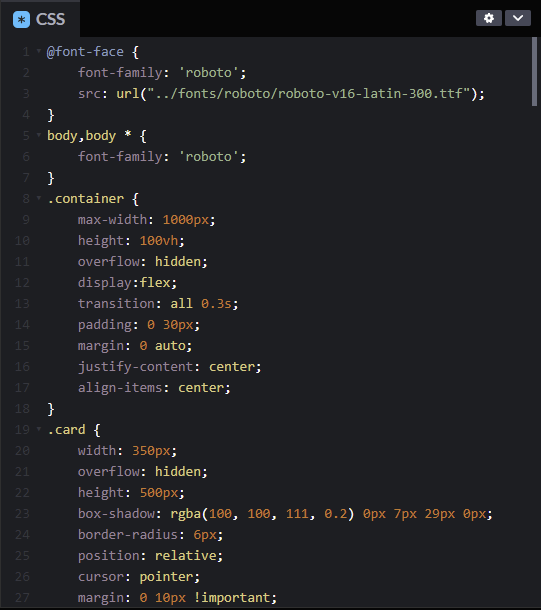 * CSS
1 @font-face {
2 font-family: 'roboto';
3 src: url("../fonts/roboto/roboto-v16-latin-300.ttf");
4 }
5 body,body * {
6 font-family: 'roboto';
7 }
8 .container {
9 max-width: 1000px;
10 height: 100vh;
11 overflow: hidden;
12 display:flex;
13 transition: all 0.3s;
14 padding: 0 30px;
15 margin: 0 auto;
16 justify-content: center;
17 align-items: center;
18 }
19 .card {
20 width: 350px;
21 overflow: hidden;
22 height: 500px;
23 box-shadow: rgba(100, 100, 111, 0.2) 0px 7px 29px 0px;
24 border-radius: 6px;
25 position: relative;
26 cursor: pointer;
27 margin: 0 10px !important;